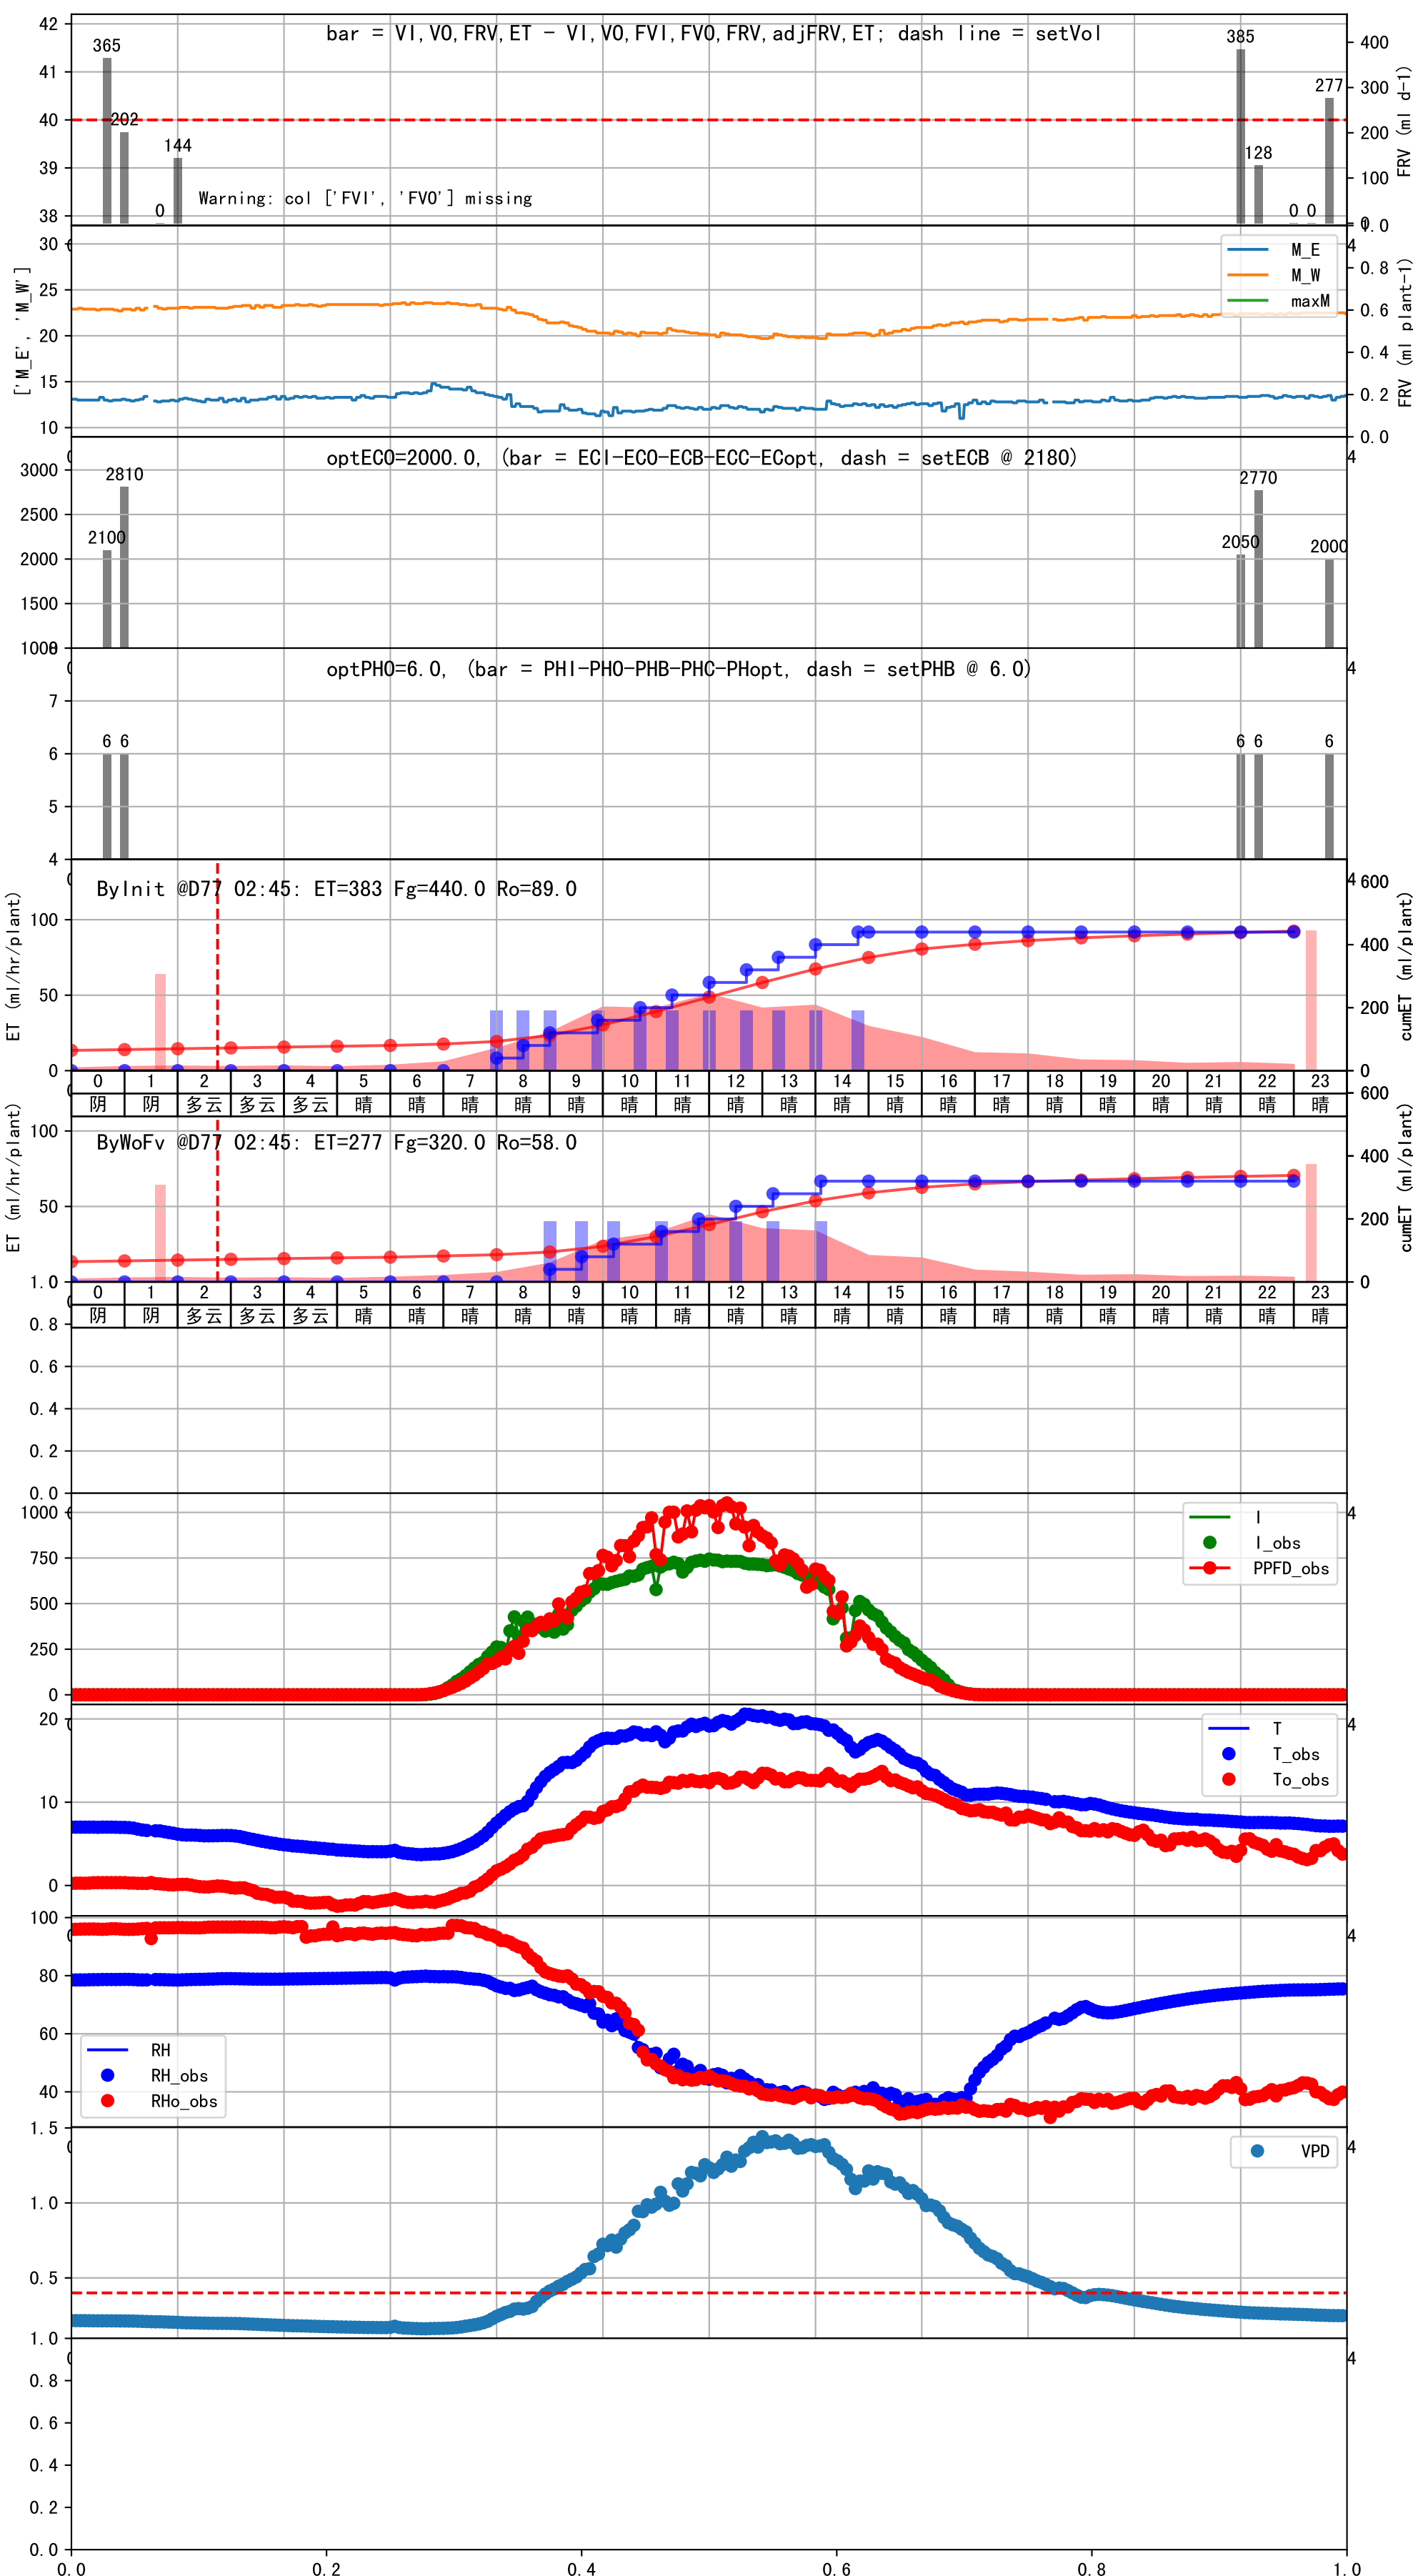 bar = VI,VO,FRV,ET - VI,VO,FVI,FVO,FRV,adjFRV,ET; dash line = setVol
42
41
40
39
38
365
202
0
144
385
128
0
0
277
400
300
200
100
0
FRV (ml d-1)
Warning: col ['FVI', 'FVO'] missing
['M_E', 'M_W']
30
25
20
15
10
M_E
M_W
maxM
1.0
0.8
0.6
0.4
0.2
0.0
FRV (ml plant-1)
optECO=2000.0, (bar = ECI-ECO-ECB-ECC-ECopt, dash = setECB @ 2180)
3000
2500
2000
1500
1000
2100
2810
2050
2770
2000
optPHO=6.0, (bar = PHI-PHO-PHB-PHC-PHopt, dash = setPHB @ 6.0)
7
6
5
4
6
6
6
6
6
ByInit @D77 02:45: ET=383 Fg=440.0 Ro=89.0
ET (ml/hr/plant)
100
50
0
600
400
200
0
cumET (ml/plant)
0 1 2 3 4 5 6 7 8 9 10 11 12 13 14 15 16 17 18 19 20 21 22 23
阴 阴 多云 多云 多云 晴 晴 晴 晴 晴 晴 晴 晴 晴 晴 晴 晴 晴 晴 晴 晴 晴 晴 晴
ByWoFv @D77 02:45: ET=277 Fg=320.0 Ro=58.0
ET (ml/hr/plant)
100
50
600
400
200
0
cumET (ml/plant)
0 1 2 3 4 5 6 7 8 9 10 11 12 13 14 15 16 17 18 19 20 21 22 23
阴 阴 多云 多云 多云 晴 晴 晴 晴 晴 晴 晴 晴 晴 晴 晴 晴 晴 晴 晴 晴 晴 晴 晴
1.0
0.8
0.6
0.4
0.2
0.0
1000
750
500
250
0
I
I_obs
PPFD_obs
20
10
0
T
T_obs
To_obs
100
80
60
40
RH
RH_obs
RHo_obs
1.5
1.0
0.5
VPD
1.0
0.8
0.6
0.4
0.2
0.0
0.0 0.2 0.4 0.6 0.8 1.0